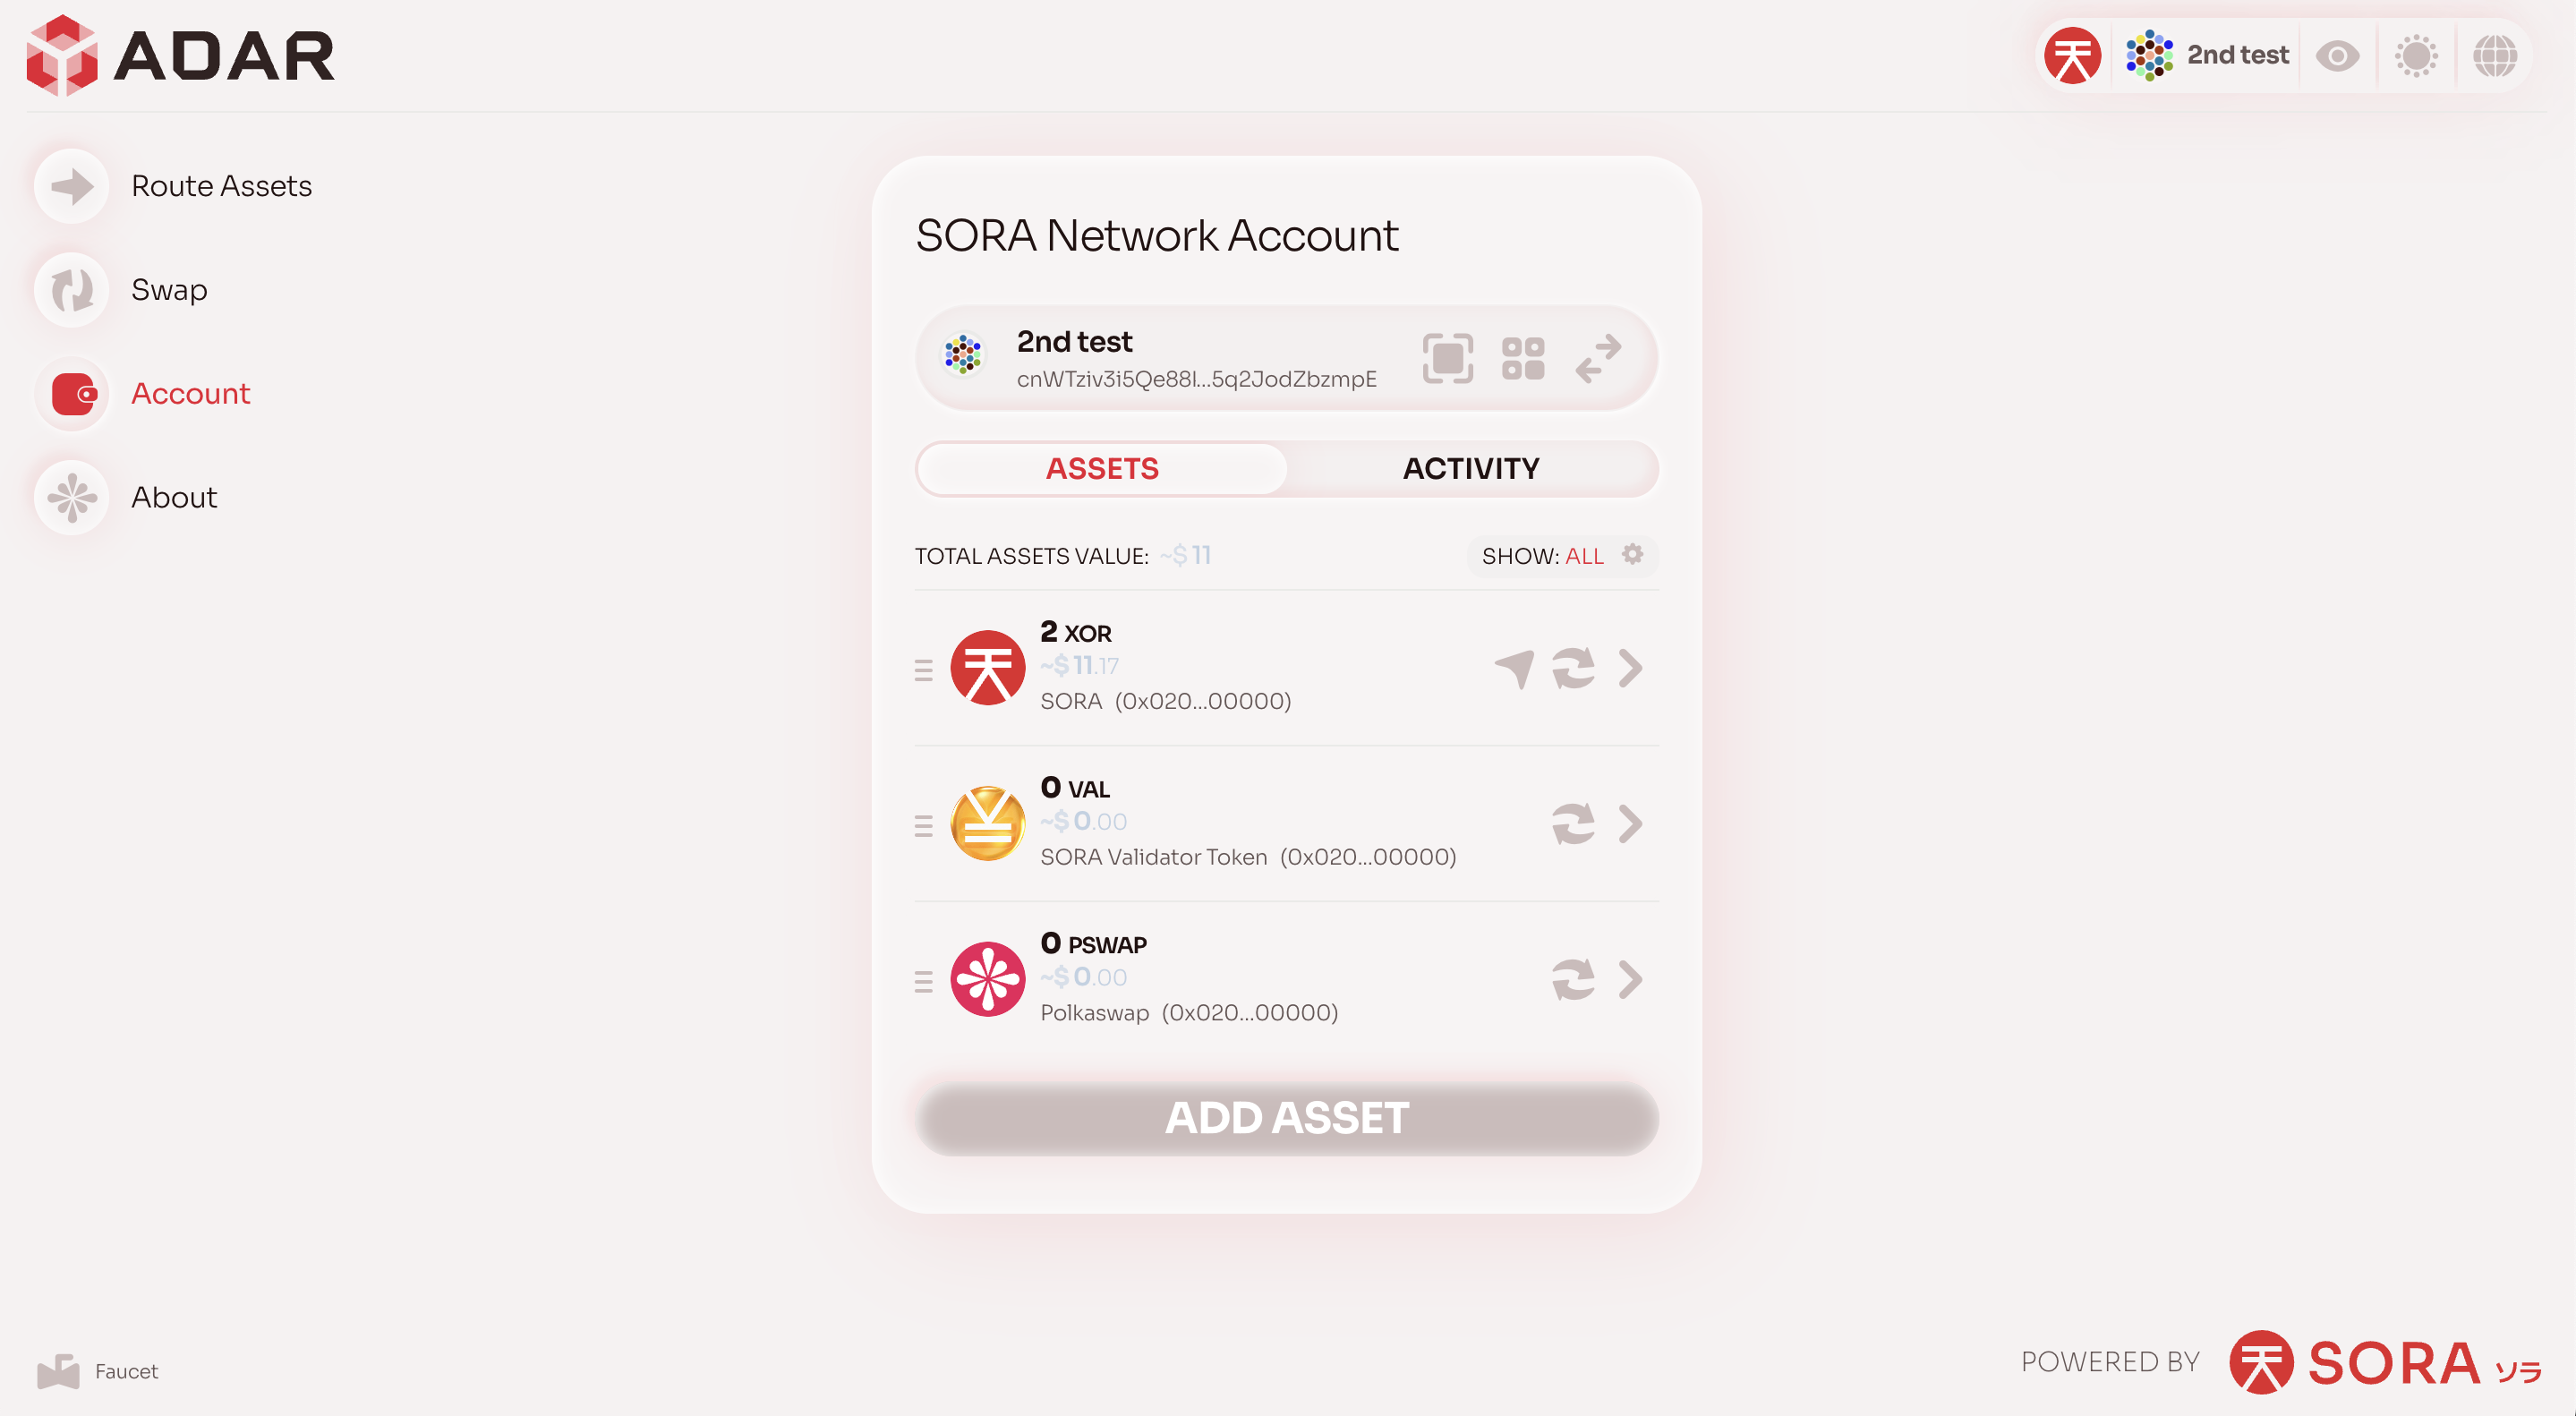 ADAR
2nd test
Route Assets
Swap
Account
About
SORA Network Account
2nd test
cnWTziv3i5Qe88l...5q2JodZbzmpE
ASSETS
ACTIVITY
TOTAL ASSETS VALUE: ~$ 11
SHOW: ALL
2 XOR
~$ 11.17
SORA (0x020...00000)
0 VAL
~$ 0.00
SORA Validator Token (0x020...00000)
0 PSWAP
~$ 0.00
Polkaswap (0x020...00000)
ADD ASSET
Faucet
POWERED BY SORA ソラ